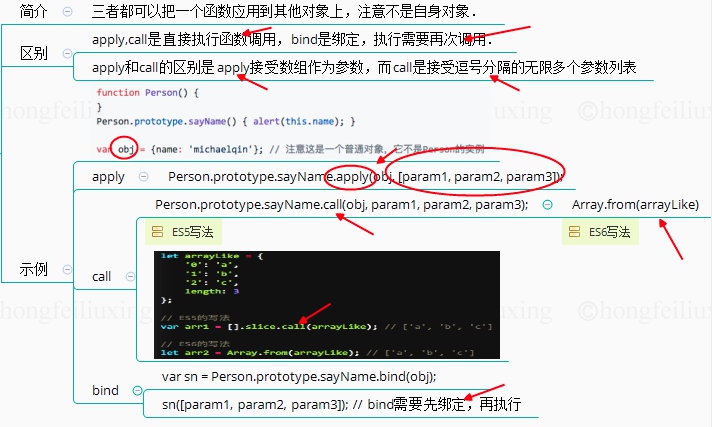 简介
三者都可以把一个函数应用到其他对象上，注意不是自身对象.
区别
apply,call是直接执行函数调用，bind是绑定，执行需要再次调用.
apply和call的区别是 apply接受数组作为参数，而call是接受逗号分隔的无限多个参数列表
function Person() {
}
Person.prototype.sayName() { alert(this.name); }
var obj = {name: 'michaelqin'}; // 注意这是一个普通对象，它不是Person的实例
示例
apply
Person.prototype.sayName.apply(obj, [param1, param2, param3]);
call
Person.prototype.sayName.call(obj, param1, param2, param3);
Array.from(arrayLike)
ES5写法
ES6写法
let arrayLike = {
'0': 'a',
'1': 'b',
'2': 'c',
length: 3
};
// ES5的写法
var arr1 = [].slice.call(arrayLike); // ['a', 'b', 'c']
// ES6的写法
let arr2 = Array.from(arrayLike); // ['a', 'b', 'c']
bind
var sn = Person.prototype.sayName.bind(obj);
sn([param1, param2, param3]); // bind需要先绑定，再执行
hongfeiliuxing
©hongfeiliu
hongfeiliuxing
©hongfeiliu